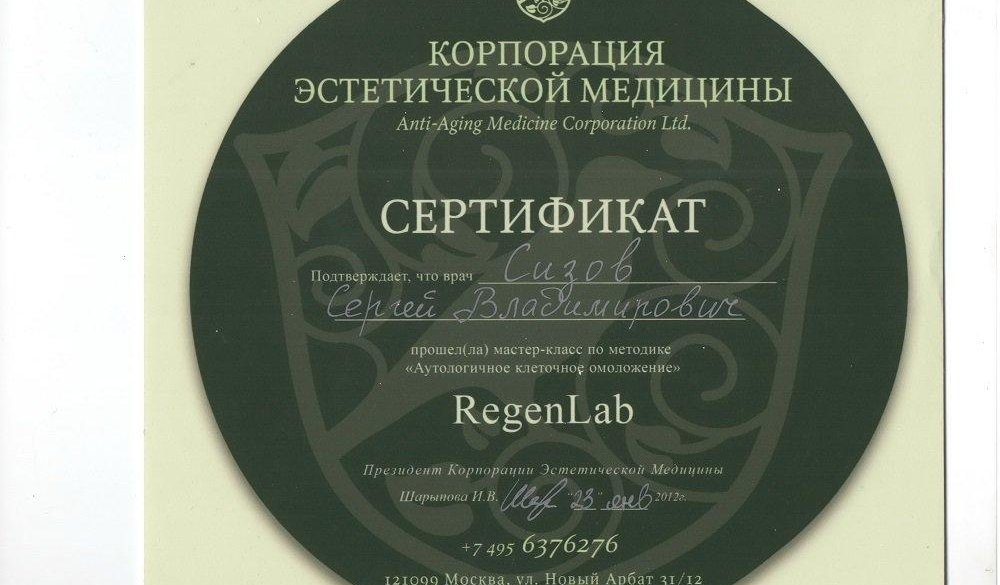 КОРПОРАЦИЯ
ЭСТЕТИЧЕСКОЙ МЕДИЦИНЫ
Anti-Aging Medicine Corporation Ltd.
СЕРТИФИКАТ
Подтверждает, что врач Сизов
Сергей Владимирович
прошел(ла) мастер-класс по методике
«Аутологичное клеточное омоложение»
RegenLab
Президент Корпорации Эстетической Медицины
Шарыпова И.В. "23" янв 2012г.
+7 495 6376276
121099 Москва, ул. Новый Арбат 31/12